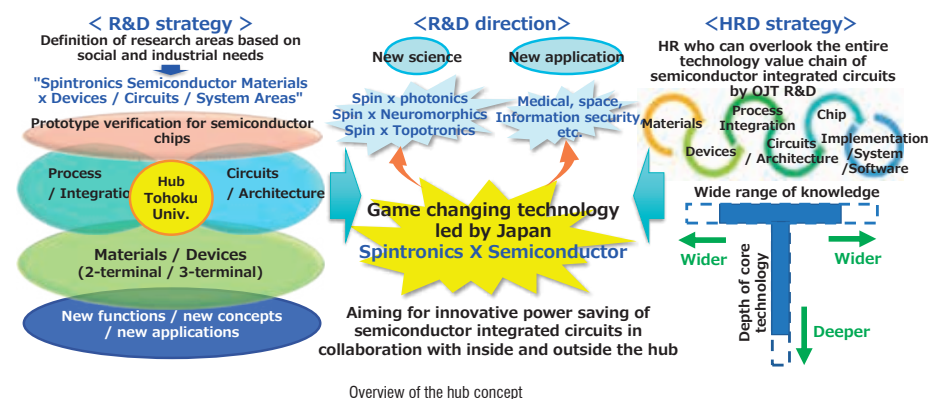 < R&D strategy >
Definition of research areas based on
social and industrial needs
"Spintronics Semiconductor Materials
x Devices / Circuits / System Areas"
Prototype verification for semiconductor
chips
Process
/ Integratio
Hub
Tohoku
Univ.
Circuits
/ Architecture
Materials / Devices
(2-terminal / 3-terminal)
New functions / new concepts
/ new applications
<R&D direction>
New science
New application
Spin x photonics
Spin x Neuromorphics
Spin x Topotronics
Medical, space,
Information security,
etc.
Game changing technology
led by Japan
Spintronics X Semiconductor
Aiming for innovative power saving of
semiconductor integrated circuits in
collaboration with inside and outside the hub
<HRD strategy>
HR who can overlook the entire
technology value chain of
semiconductor integrated circuits
by OJT R&D
Materials
Devices
Process
Integration
Circuits
/ Architecture
Chip
Implementation
/System
/Software
Wide range of knowledge
Wider
Wider
Depth of core
technology
Deeper
Overview of the hub concept